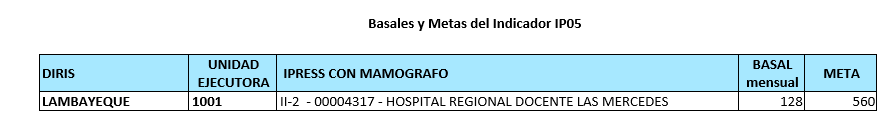 Basales y Metas del Indicador IP05
DIRIS UNIDAD EJECUTORA IPRESS CON MAMOGRAFO BASAL mensual META
LAMBAYEQUE 1001 II-2 - 00004317 - HOSPITAL REGIONAL DOCENTE LAS MERCEDES 128 560